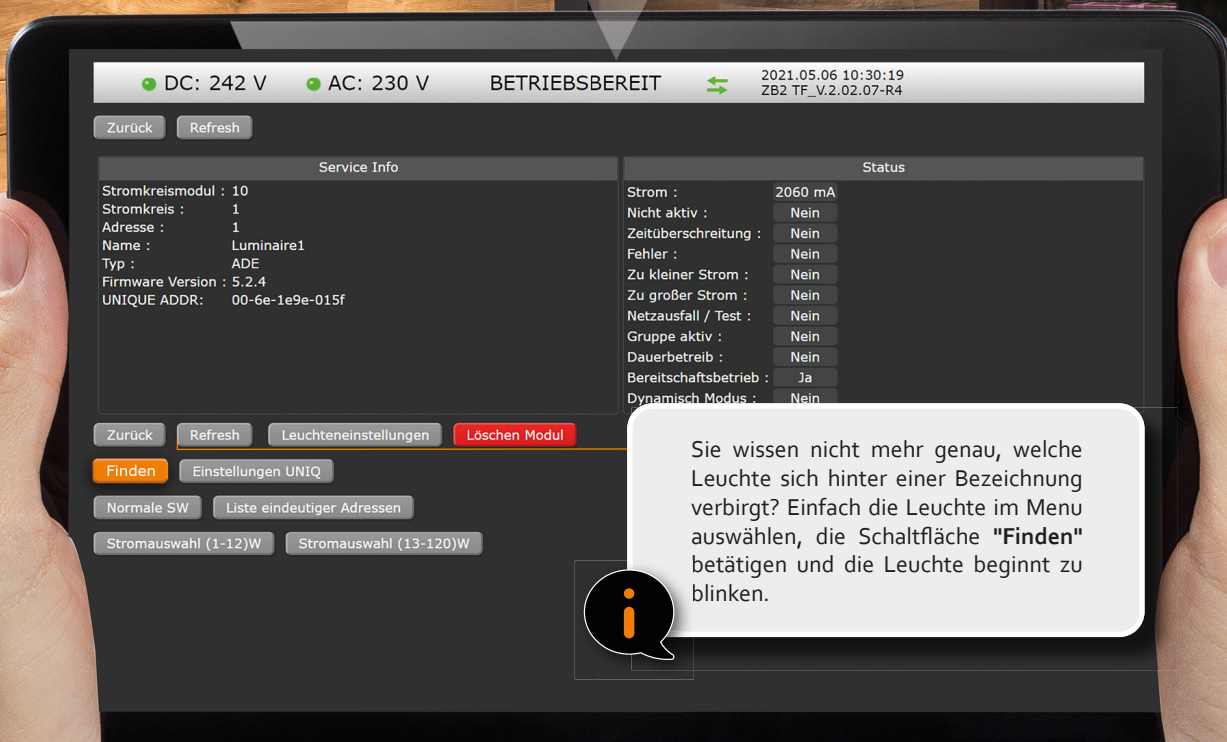 DC: 242 V AC: 230 V BETRIEBSBEREIT 2021.05.06 10:30:19
ZB2 TF_V.2.02.07-R4
Zurück Refresh
Service Info
Stromkreismodul : 10
Stromkreis : 1
Adresse : 1
Name : Luminaire1
Typ : ADE
Firmware Version : 5.2.4
UNIQUE ADDR: 00-6e-1e9e-015f
Status
Strom : 2060 mA
Nicht aktiv : Nein
Zeitüberschreitung : Nein
Fehler : Nein
Zu kleiner Strom : Nein
Zu großer Strom : Nein
Netzausfall / Test : Nein
Gruppe aktiv : Nein
Dauerbetreib : Nein
Bereitschaftsbetrieb : Ja
Dynamisch Modus : Nein
Zurück Refresh Leuchteneinstellungen Löschen Modul
Finden Einstellungen UNIQ
Normale SW Liste eindeutiger Adressen
Stromauswahl (1-12)W Stromauswahl (13-120)W
Sie wissen nicht mehr genau, welche
Leuchte sich hinter einer Bezeichnung
verbirgt? Einfach die Leuchte im Menu
auswählen, die Schaltfläche "Finden"
betätigen und die Leuchte beginnt zu
blinken.
i